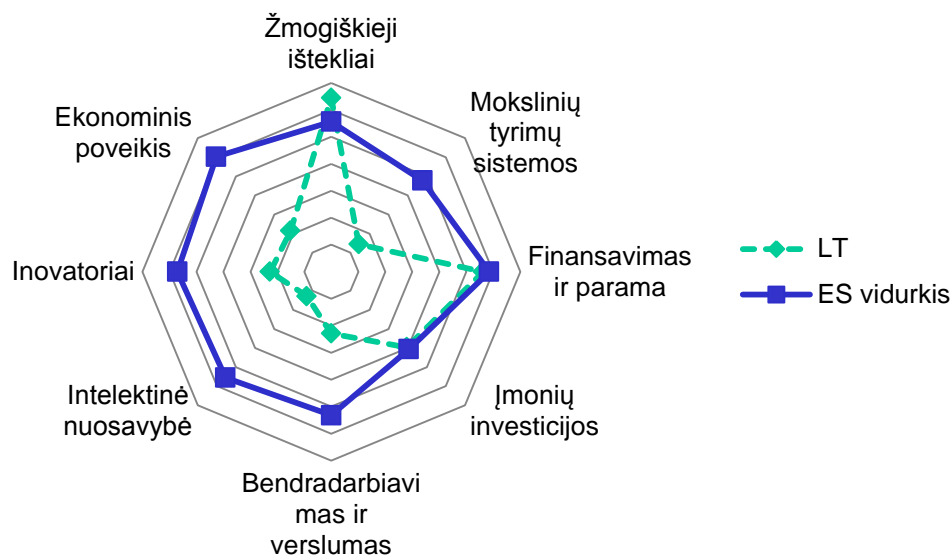 Žmogiškieji
ištekliai
Mokslinių
tyrimų
sistemos
Finansavimas
ir parama
Įmonių
investicijos
Bendradarbiavi
mas ir
verslumas
Intelektinė
nuosavybė
Inovatoriai
Ekonominis
poveikis
LT
ES vidurkis